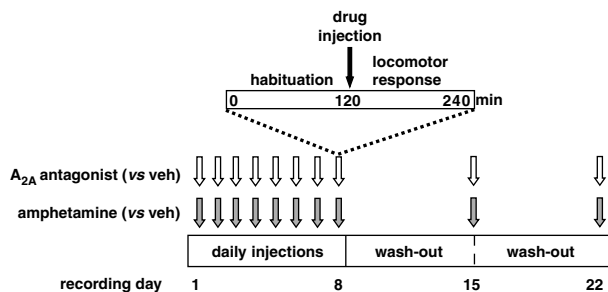 drug
injection
locomotor
habituation response
0 120 240 min
A2A antagonist (vs veh)
amphetamine (vs veh)
daily injections wash-out wash-out
recording day 1 8 15 22